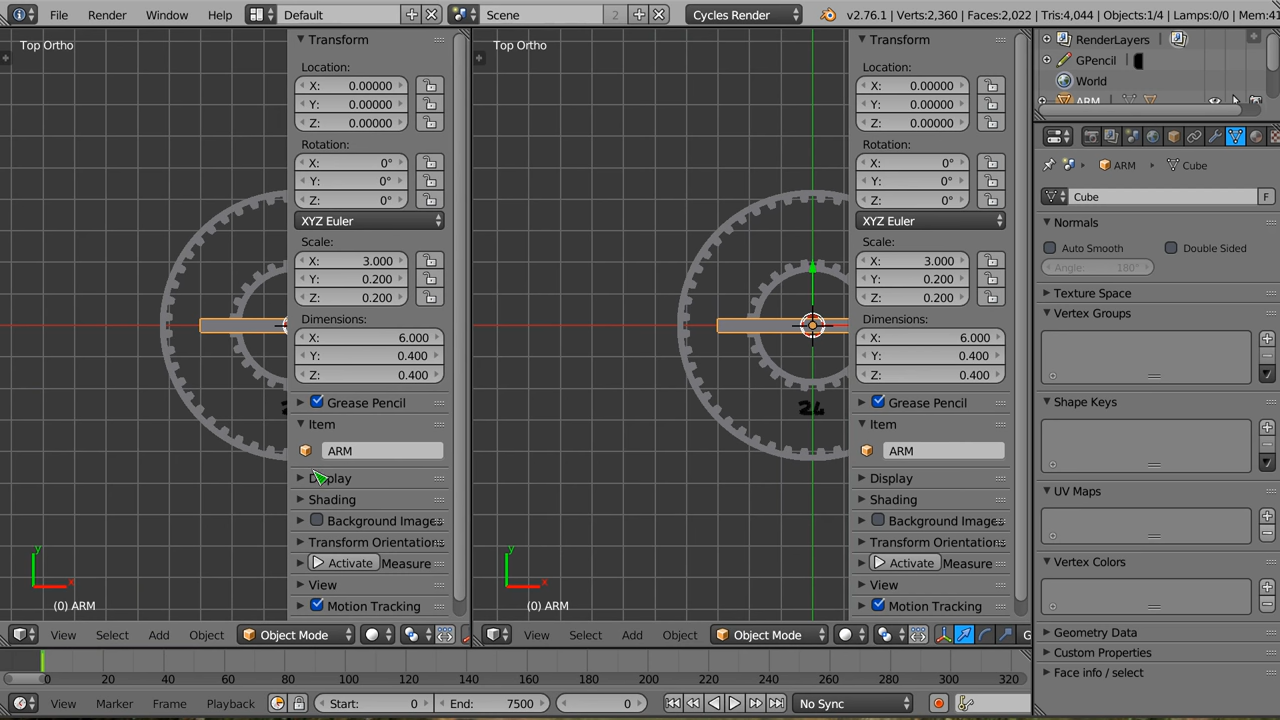 File Render Window Help Default Scene 2 Cycles Render v2.76.1 | Verts:2,360 | Faces:2,022 | Tris:4,044 | Objects:1/4 | Lamps:0/0 | Mem:41
Top Ortho
Transform
Location:
X: 0.00000
Y: 0.00000
Z: 0.00000
Rotation:
X: 0°
Y: 0°
Z: 0°
XYZ Euler
Scale:
X: 3.000
Y: 0.200
Z: 0.200
Dimensions:
X: 6.000
Y: 0.400
Z: 0.400
Grease Pencil
Item
ARM
Display
Shading
Background Images
Transform Orientations
Activate Measure
View
Motion Tracking
y
x
(0) ARM
View Select Add Object Object Mode
Top Ortho
24
Transform
Location:
X: 0.00000
Y: 0.00000
Z: 0.00000
Rotation:
X: 0°
Y: 0°
Z: 0°
XYZ Euler
Scale:
X: 3.000
Y: 0.200
Z: 0.200
Dimensions:
X: 6.000
Y: 0.400
Z: 0.400
Grease Pencil
Item
ARM
Display
Shading
Background Images
Transform Orientations
Activate Measure
View
Motion Tracking
y
x
(0) ARM
View Select Add Object Object Mode G
RenderLayers
GPencil
World
ARM
ARM Cube
Cube F
Normals
Auto Smooth Double Sided
Angle: 180°
Texture Space
Vertex Groups
Shape Keys
UV Maps
Vertex Colors
Geometry Data
Custom Properties
Face info / select
0 20 40 60 80 100 120 140 160 180 200 220 240 260 280 300 320
View Marker Frame Playback Start: 0 End: 7500 0 No Sync